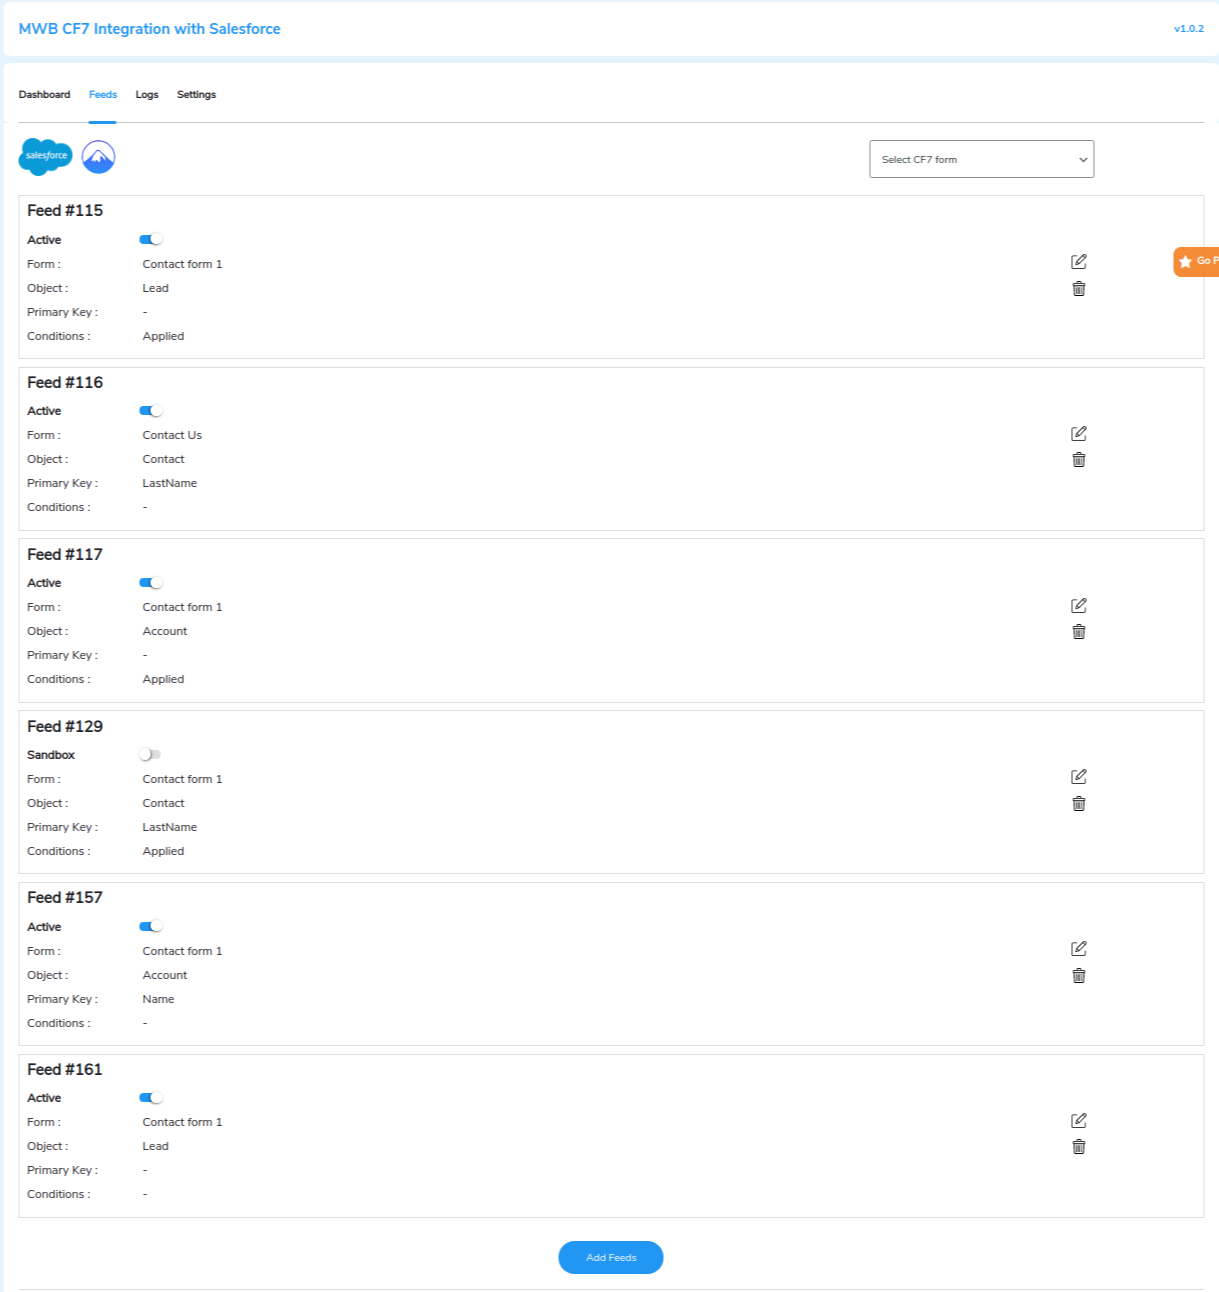 MWB CF7 Integration with Salesforce
v1.0.2
Dashboard Feeds Logs Settings
salesforce
Select CF7 form
Feed #115
Active
Form : Contact form 1
Object : Lead
Primary Key : -
Conditions : Applied
Go P
Feed #116
Active
Form : Contact Us
Object : Contact
Primary Key : LastName
Conditions : -
Feed #117
Active
Form : Contact form 1
Object : Account
Primary Key : -
Conditions : Applied
Feed #129
Sandbox
Form : Contact form 1
Object : Contact
Primary Key : LastName
Conditions : Applied
Feed #157
Active
Form : Contact form 1
Object : Account
Primary Key : Name
Conditions : -
Feed #161
Active
Form : Contact form 1
Object : Lead
Primary Key : -
Conditions : -
Add Feeds